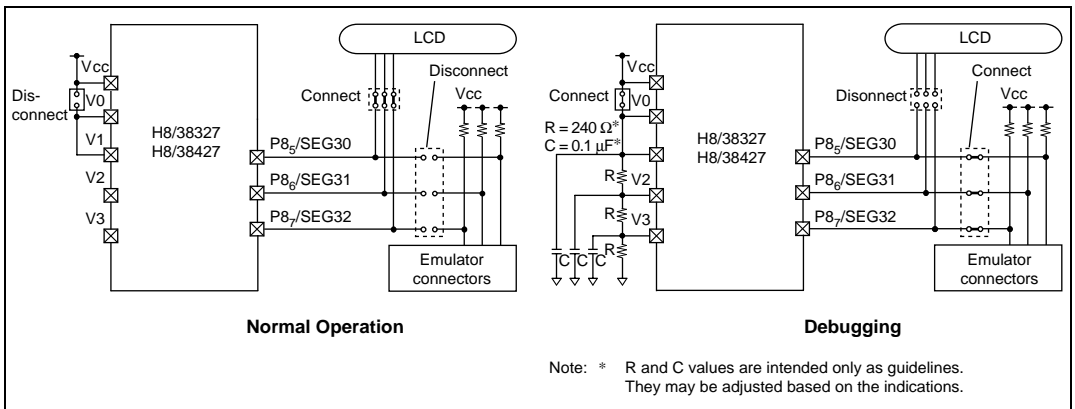 LCD
Vcc
Disconnect
Dis-
connect
V0
Connect
Vcc
V1
H8/38327
H8/38427
P8₅/SEG30
V2
P8₆/SEG31
V3
P8₇/SEG32
Emulator
connectors
Normal Operation
LCD
Vcc
Connect
Connect
V0
Disonnect
Vcc
R = 240 Ω*
C = 0.1 μF*
H8/38327
H8/38427
P8₅/SEG30
R
V2
P8₆/SEG31
R
V3
P8₇/SEG32
C
C
C
R
Emulator
connectors
Debugging
Note: * R and C values are intended only as guidelines.
They may be adjusted based on the indications.